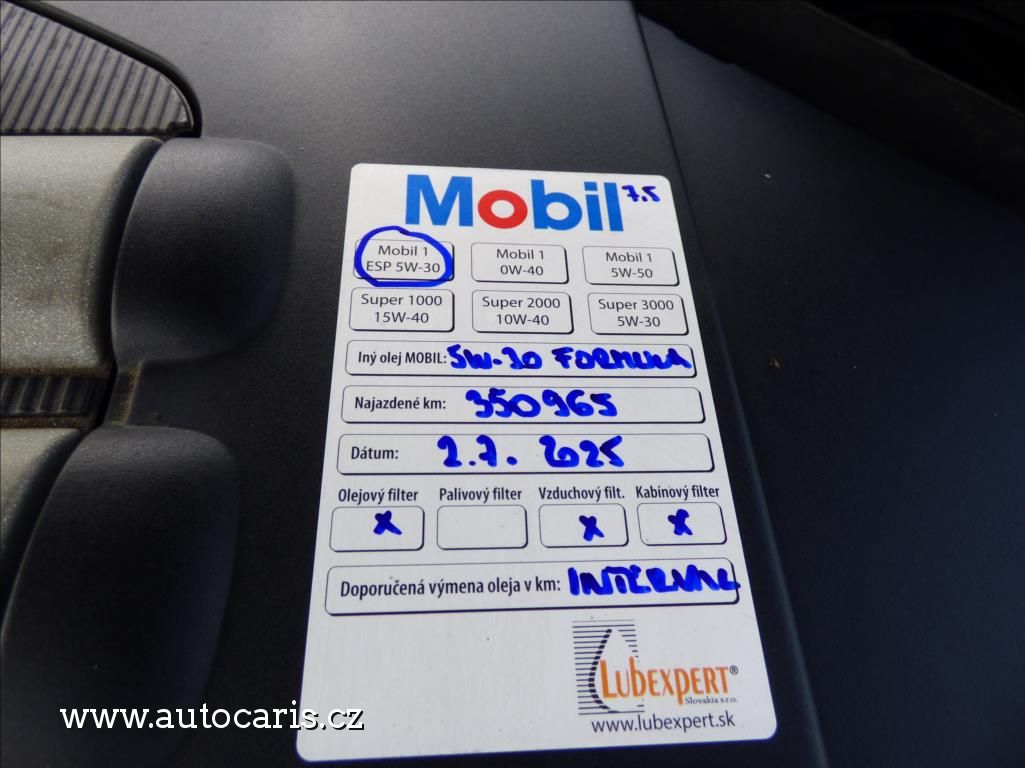 Mobil 7.5
Mobil 1 Mobil 1 Mobil 1
ESP 5W-30 0W-40 5W-50
Super 1000 Super 2000 Super 3000
15W-40 10W-40 5W-30
Iný olej MOBIL: 5W-30 FORMULA
Najazdené km: 350965
Dátum: 2.7. 2025
Olejový filter Palivový filter Vzduchový filt. Kabínový filter
x x x
Doporučená výmena oleja v km: INTERVAL
LUBEXPERT®
Slovakia s.r.o.
www.lubexpert.sk
www.autocaris.cz